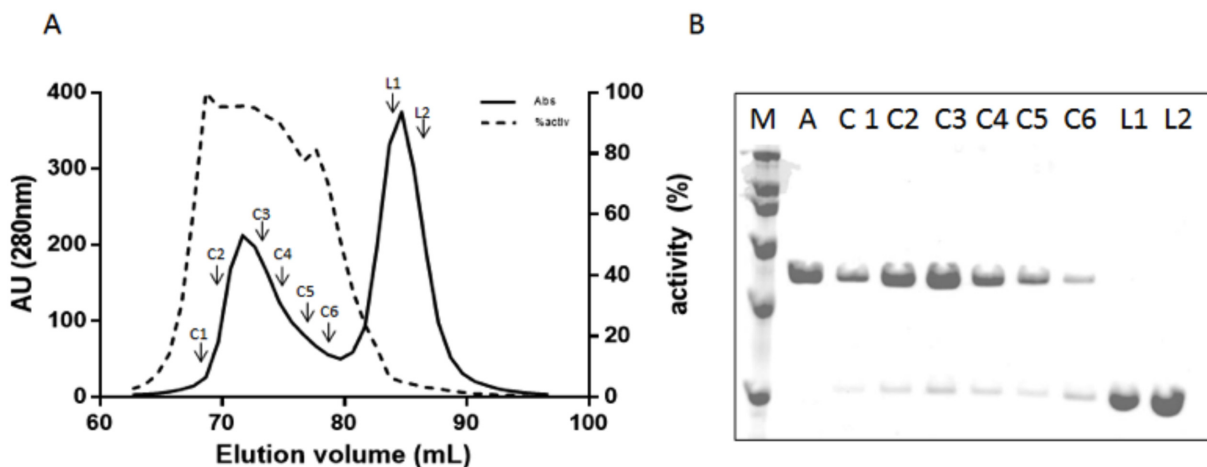 A
B
400
300
200
100
0
AU (280nm)
60
70
80
90
100
Elution volume (mL)
100
80
60
40
20
0
activity (%)
Abs
%activ
C1
C2
C3
C4
C5
C6
L1
L2
M A C 1 C2 C3 C4 C5 C6 L1 L2